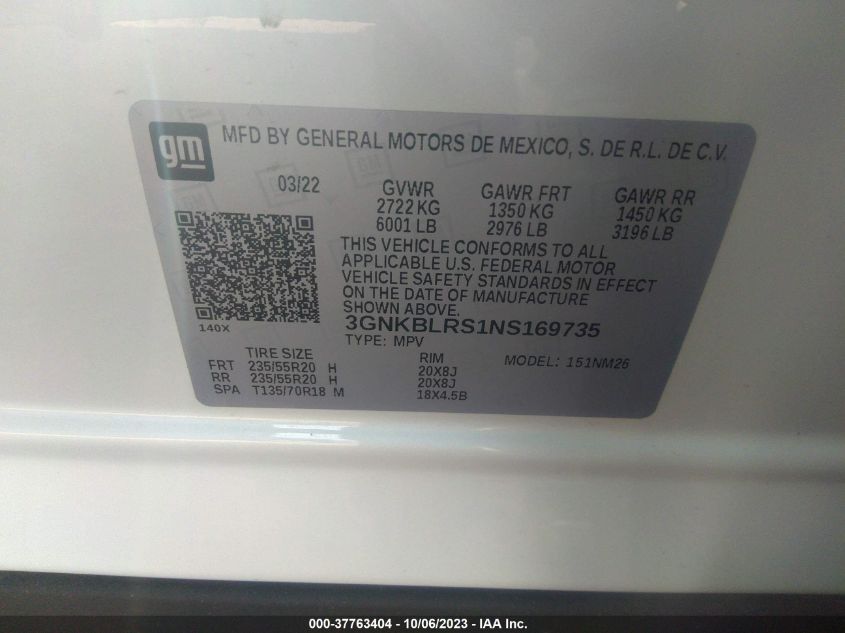 gm
MFD BY GENERAL MOTORS DE MEXICO, S. DE R.L. DE C.V.
03/22 GVWR GAWR FRT GAWR RR
2722 KG 1350 KG 1450 KG
6001 LB 2976 LB 3196 LB
THIS VEHICLE CONFORMS TO ALL
APPLICABLE U.S. FEDERAL MOTOR
VEHICLE SAFETY STANDARDS IN EFFECT
ON THE DATE OF MANUFACTURE
SHOWN ABOVE.
140X 3GNKBLRS1NS169735
TYPE: MPV
TIRE SIZE RIM MODEL: 151NM26
FRT 235/55R20 H 20X8J
RR 235/55R20 H 20X8J
SPA T135/70R18 M 18X4.5B
000-37763404 - 10/06/2023 - IAA Inc.